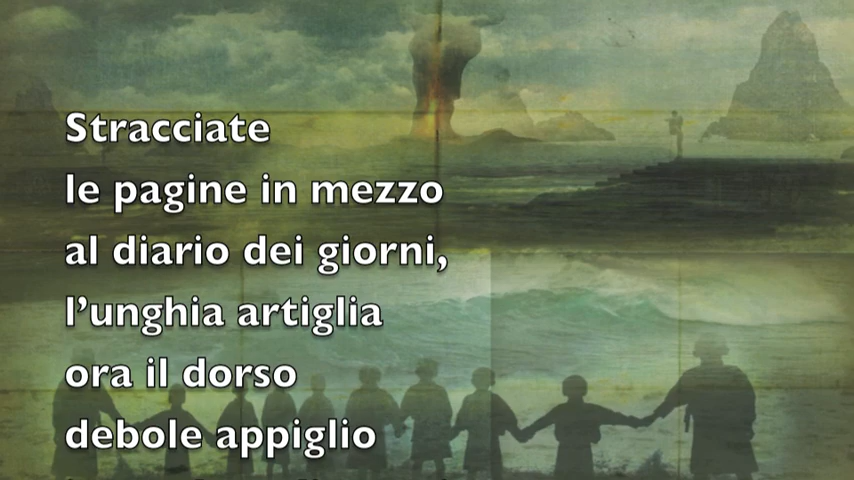 Stracciate
le pagine in mezzo
al diario dei giorni,
l’unghia artiglia
ora il dorso
debole appiglio